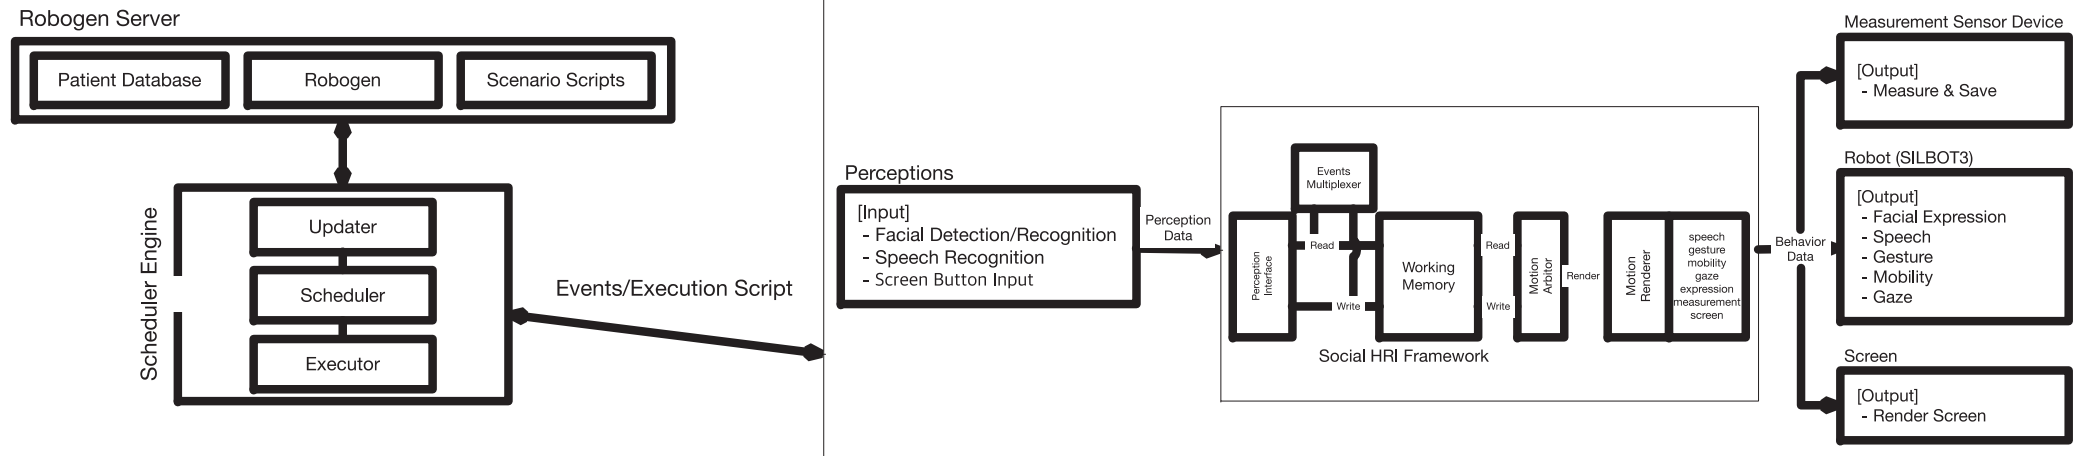 Robogen Server
Patient Database
Robogen
Scenario Scripts
Scheduler Engine
Updater
Scheduler
Executor
Events/Execution Script
Perceptions
[Input]
- Facial Detection/Recognition
- Speech Recognition
- Screen Button Input
Perception
Data
Events
Multiplexer
Perception
Interface
Read
Write
Working
Memory
Read
Write
Motion
Arbitor
Render
Motion
Renderer
speech
gesture
mobility
gaze
expression
measurement
screen
Social HRI Framework
Behavior
Data
Measurement Sensor Device
[Output]
- Measure & Save
Robot (SILBOT3)
[Output]
- Facial Expression
- Speech
- Gesture
- Mobility
- Gaze
Screen
[Output]
- Render Screen